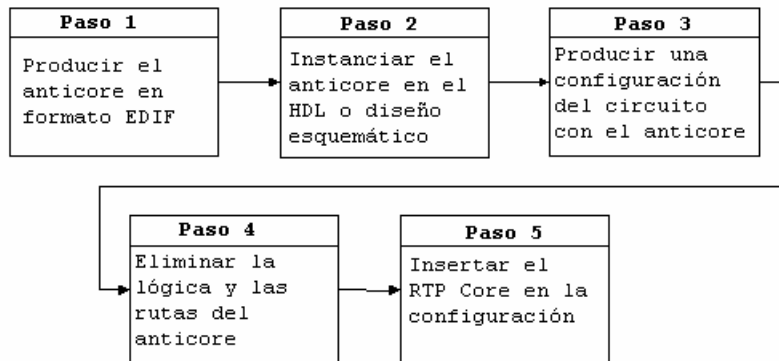 Paso 1
Producir el
anticore en
formato EDIF
Paso 2
Instanciar el
anticore en el
HDL o diseño
esquemático
Paso 3
Producir una
configuración
del circuito
con el anticore
Paso 4
Eliminar la
lógica y las
rutas del
anticore
Paso 5
Insertar el
RTP Core en la
configuración